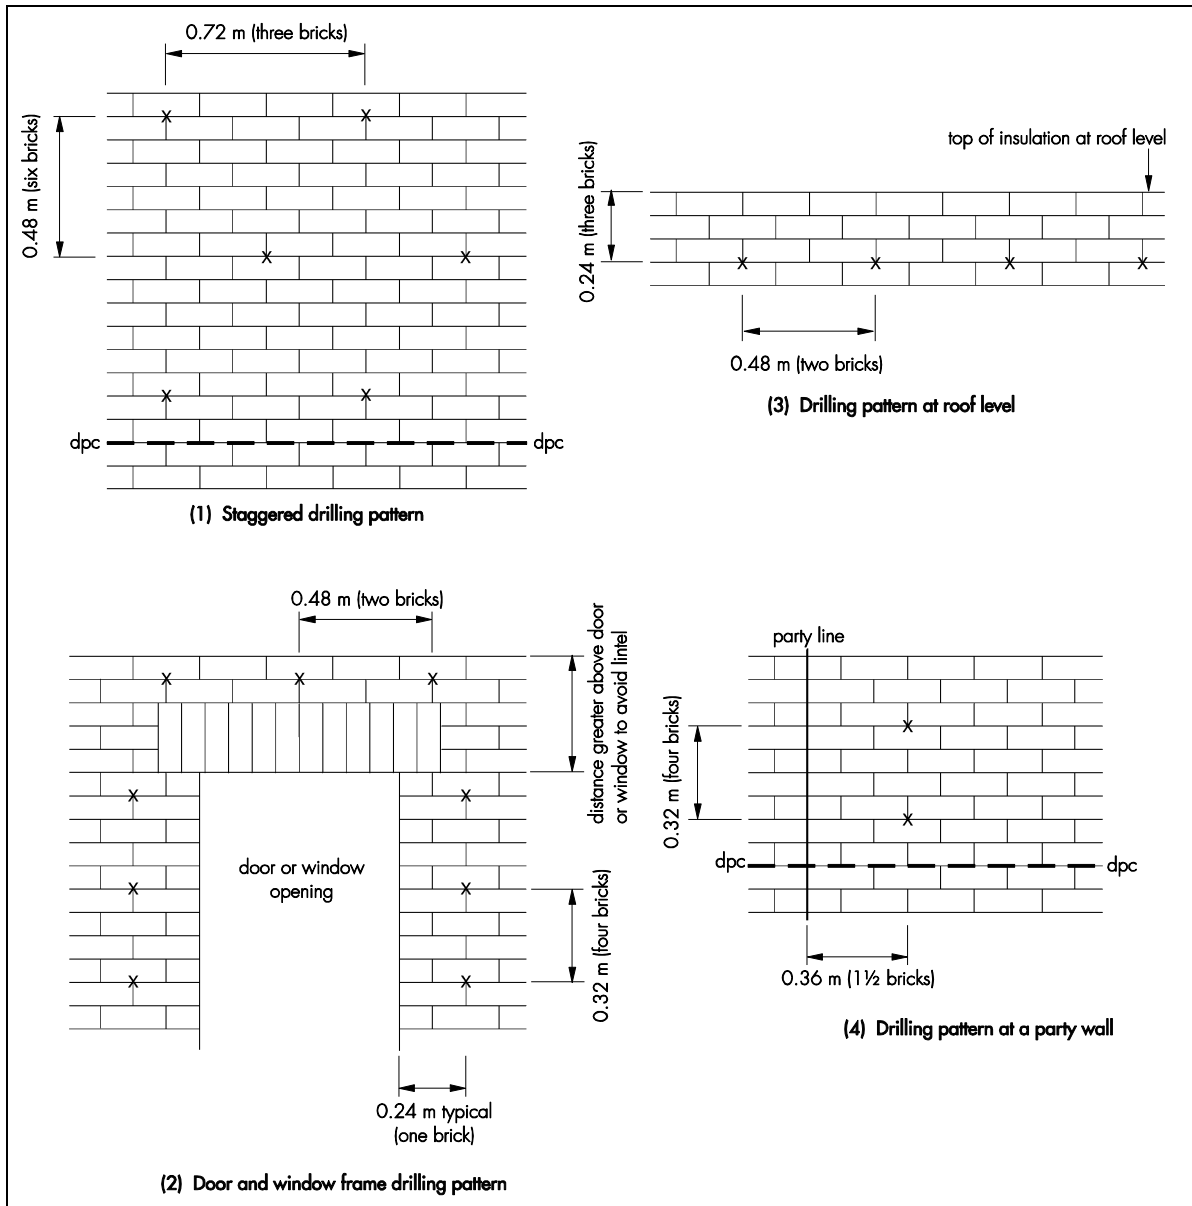 0.72 m (three bricks)
0.48 m (six bricks)
X X
X X
X X
dpc dpc
(1) Staggered drilling pattern
top of insulation at roof level
0.24 m (three bricks)
X X X X
0.48 m (two bricks)
(3) Drilling pattern at roof level
0.48 m (two bricks)
distance greater above door
or window to avoid lintel
X X X
X X
X X
X X
door or window
opening
0.32 m (four bricks)
0.24 m typical
(one brick)
(2) Door and window frame drilling pattern
party line
0.32 m (four bricks)
X
X
dpc dpc
0.36 m (1½ bricks)
(4) Drilling pattern at a party wall